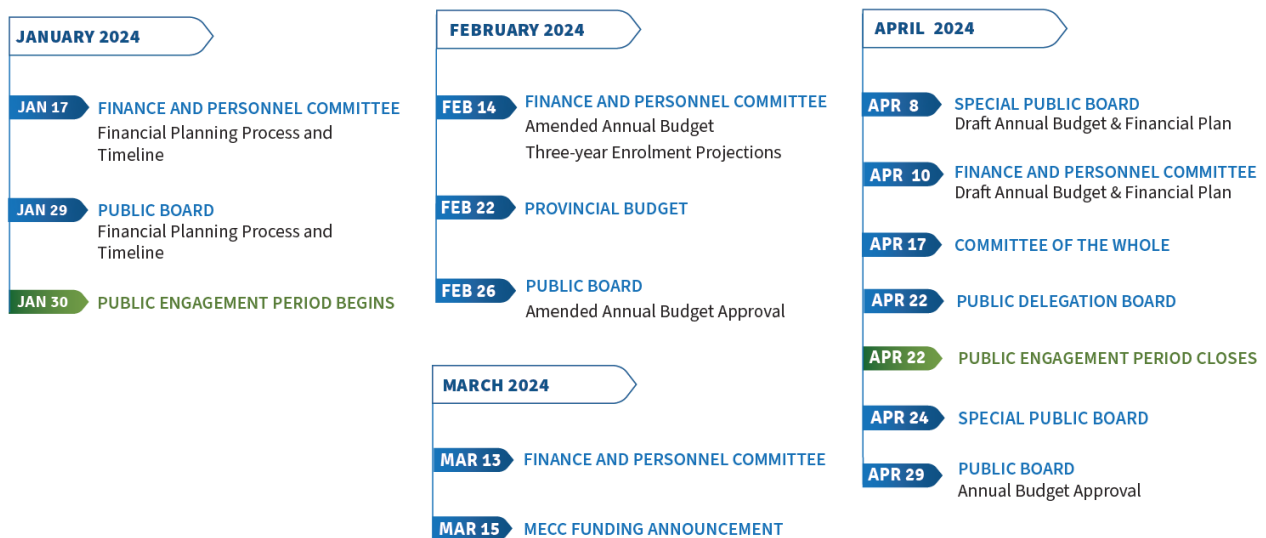 JANUARY 2024
JAN 17
FINANCE AND PERSONNEL COMMITTEE
Financial Planning Process and
Timeline
JAN 29
PUBLIC BOARD
Financial Planning Process and
Timeline
JAN 30
PUBLIC ENGAGEMENT PERIOD BEGINS
FEBRUARY 2024
FEB 14
FINANCE AND PERSONNEL COMMITTEE
Amended Annual Budget
Three-year Enrolment Projections
FEB 22
PROVINCIAL BUDGET
FEB 26
PUBLIC BOARD
Amended Annual Budget Approval
MARCH 2024
MAR 13
FINANCE AND PERSONNEL COMMITTEE
MAR 15
MECC FUNDING ANNOUNCEMENT
APRIL 2024
APR 8
SPECIAL PUBLIC BOARD
Draft Annual Budget & Financial Plan
APR 10
FINANCE AND PERSONNEL COMMITTEE
Draft Annual Budget & Financial Plan
APR 17
COMMITTEE OF THE WHOLE
APR 22
PUBLIC DELEGATION BOARD
APR 22
PUBLIC ENGAGEMENT PERIOD CLOSES
APR 24
SPECIAL PUBLIC BOARD
APR 29
PUBLIC BOARD
Annual Budget Approval